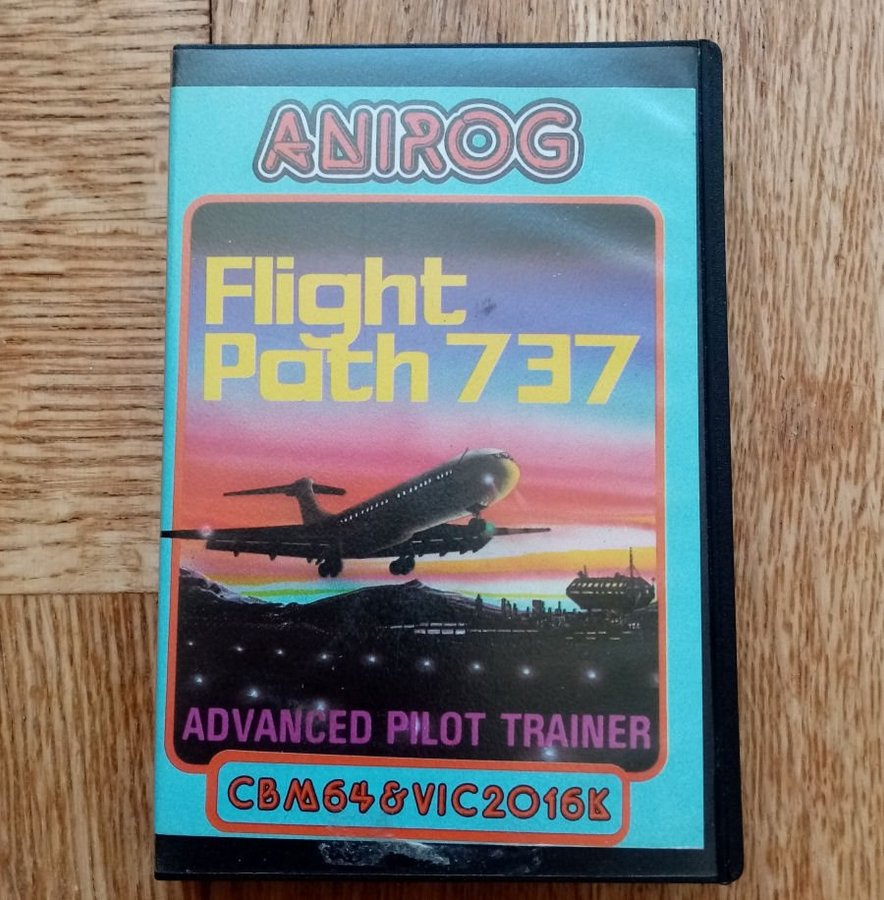 ANIROG
Flight
Path 737
ADVANCED PILOT TRAINER
CBM64 & VIC2016K